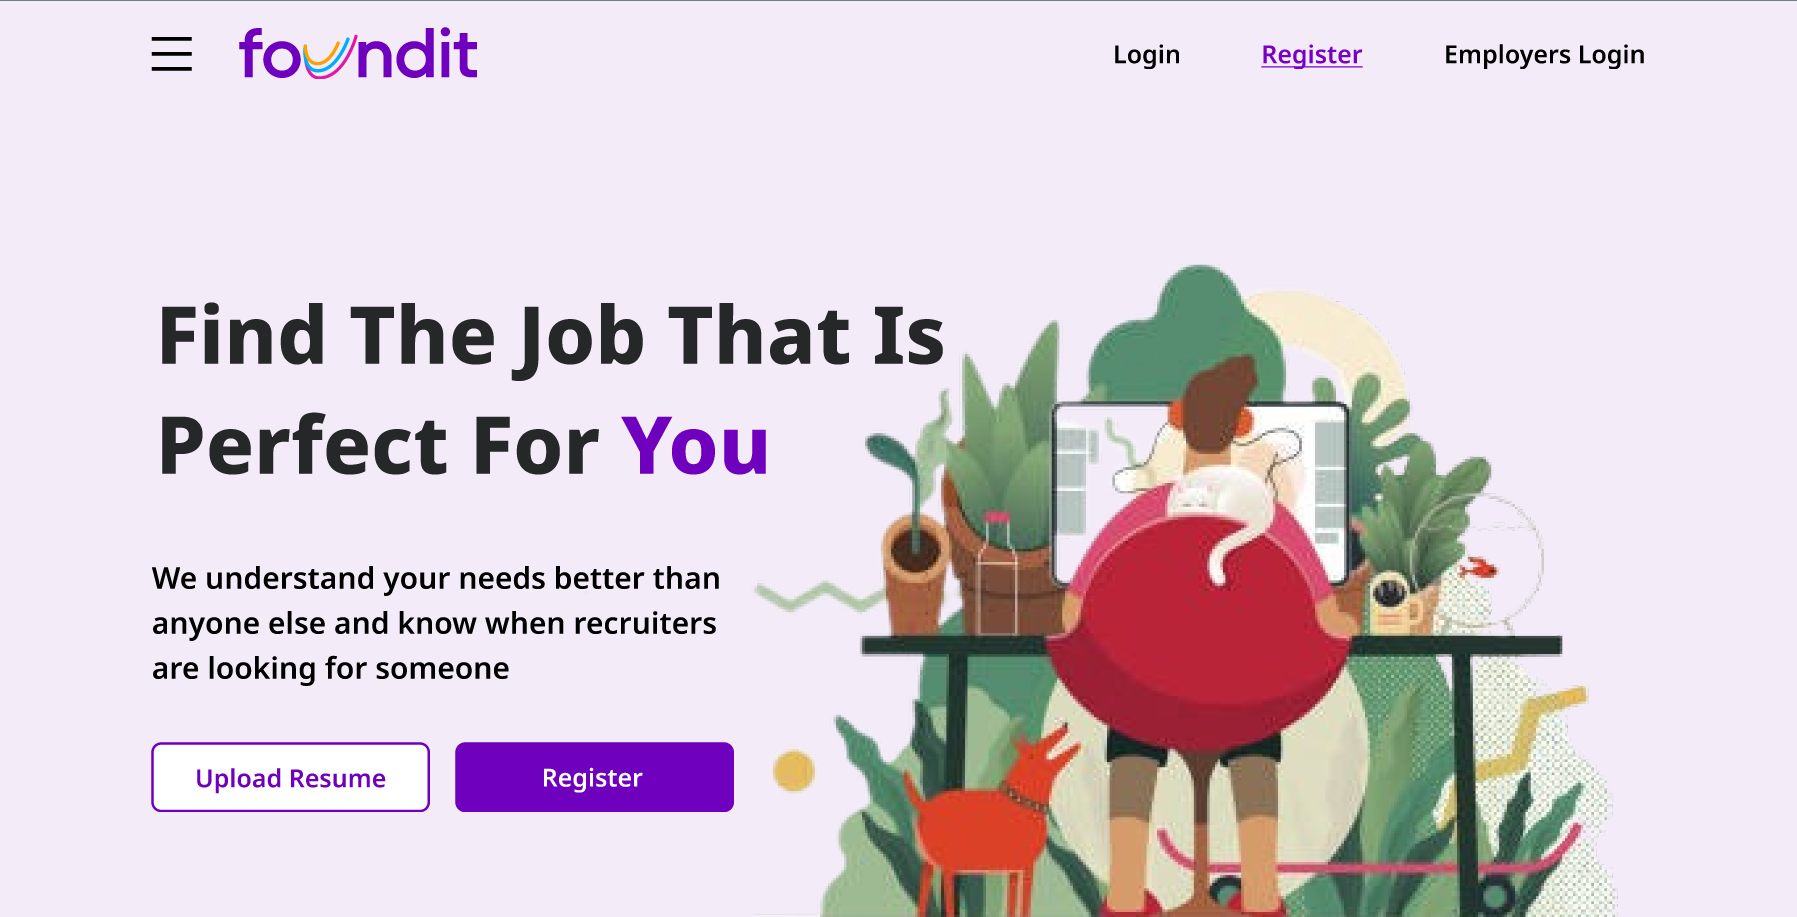 foundit
Login
Register
Employers Login
Find The Job That Is
Perfect For You
We understand your needs better than
anyone else and know when recruiters
are looking for someone
Upload Resume
Register